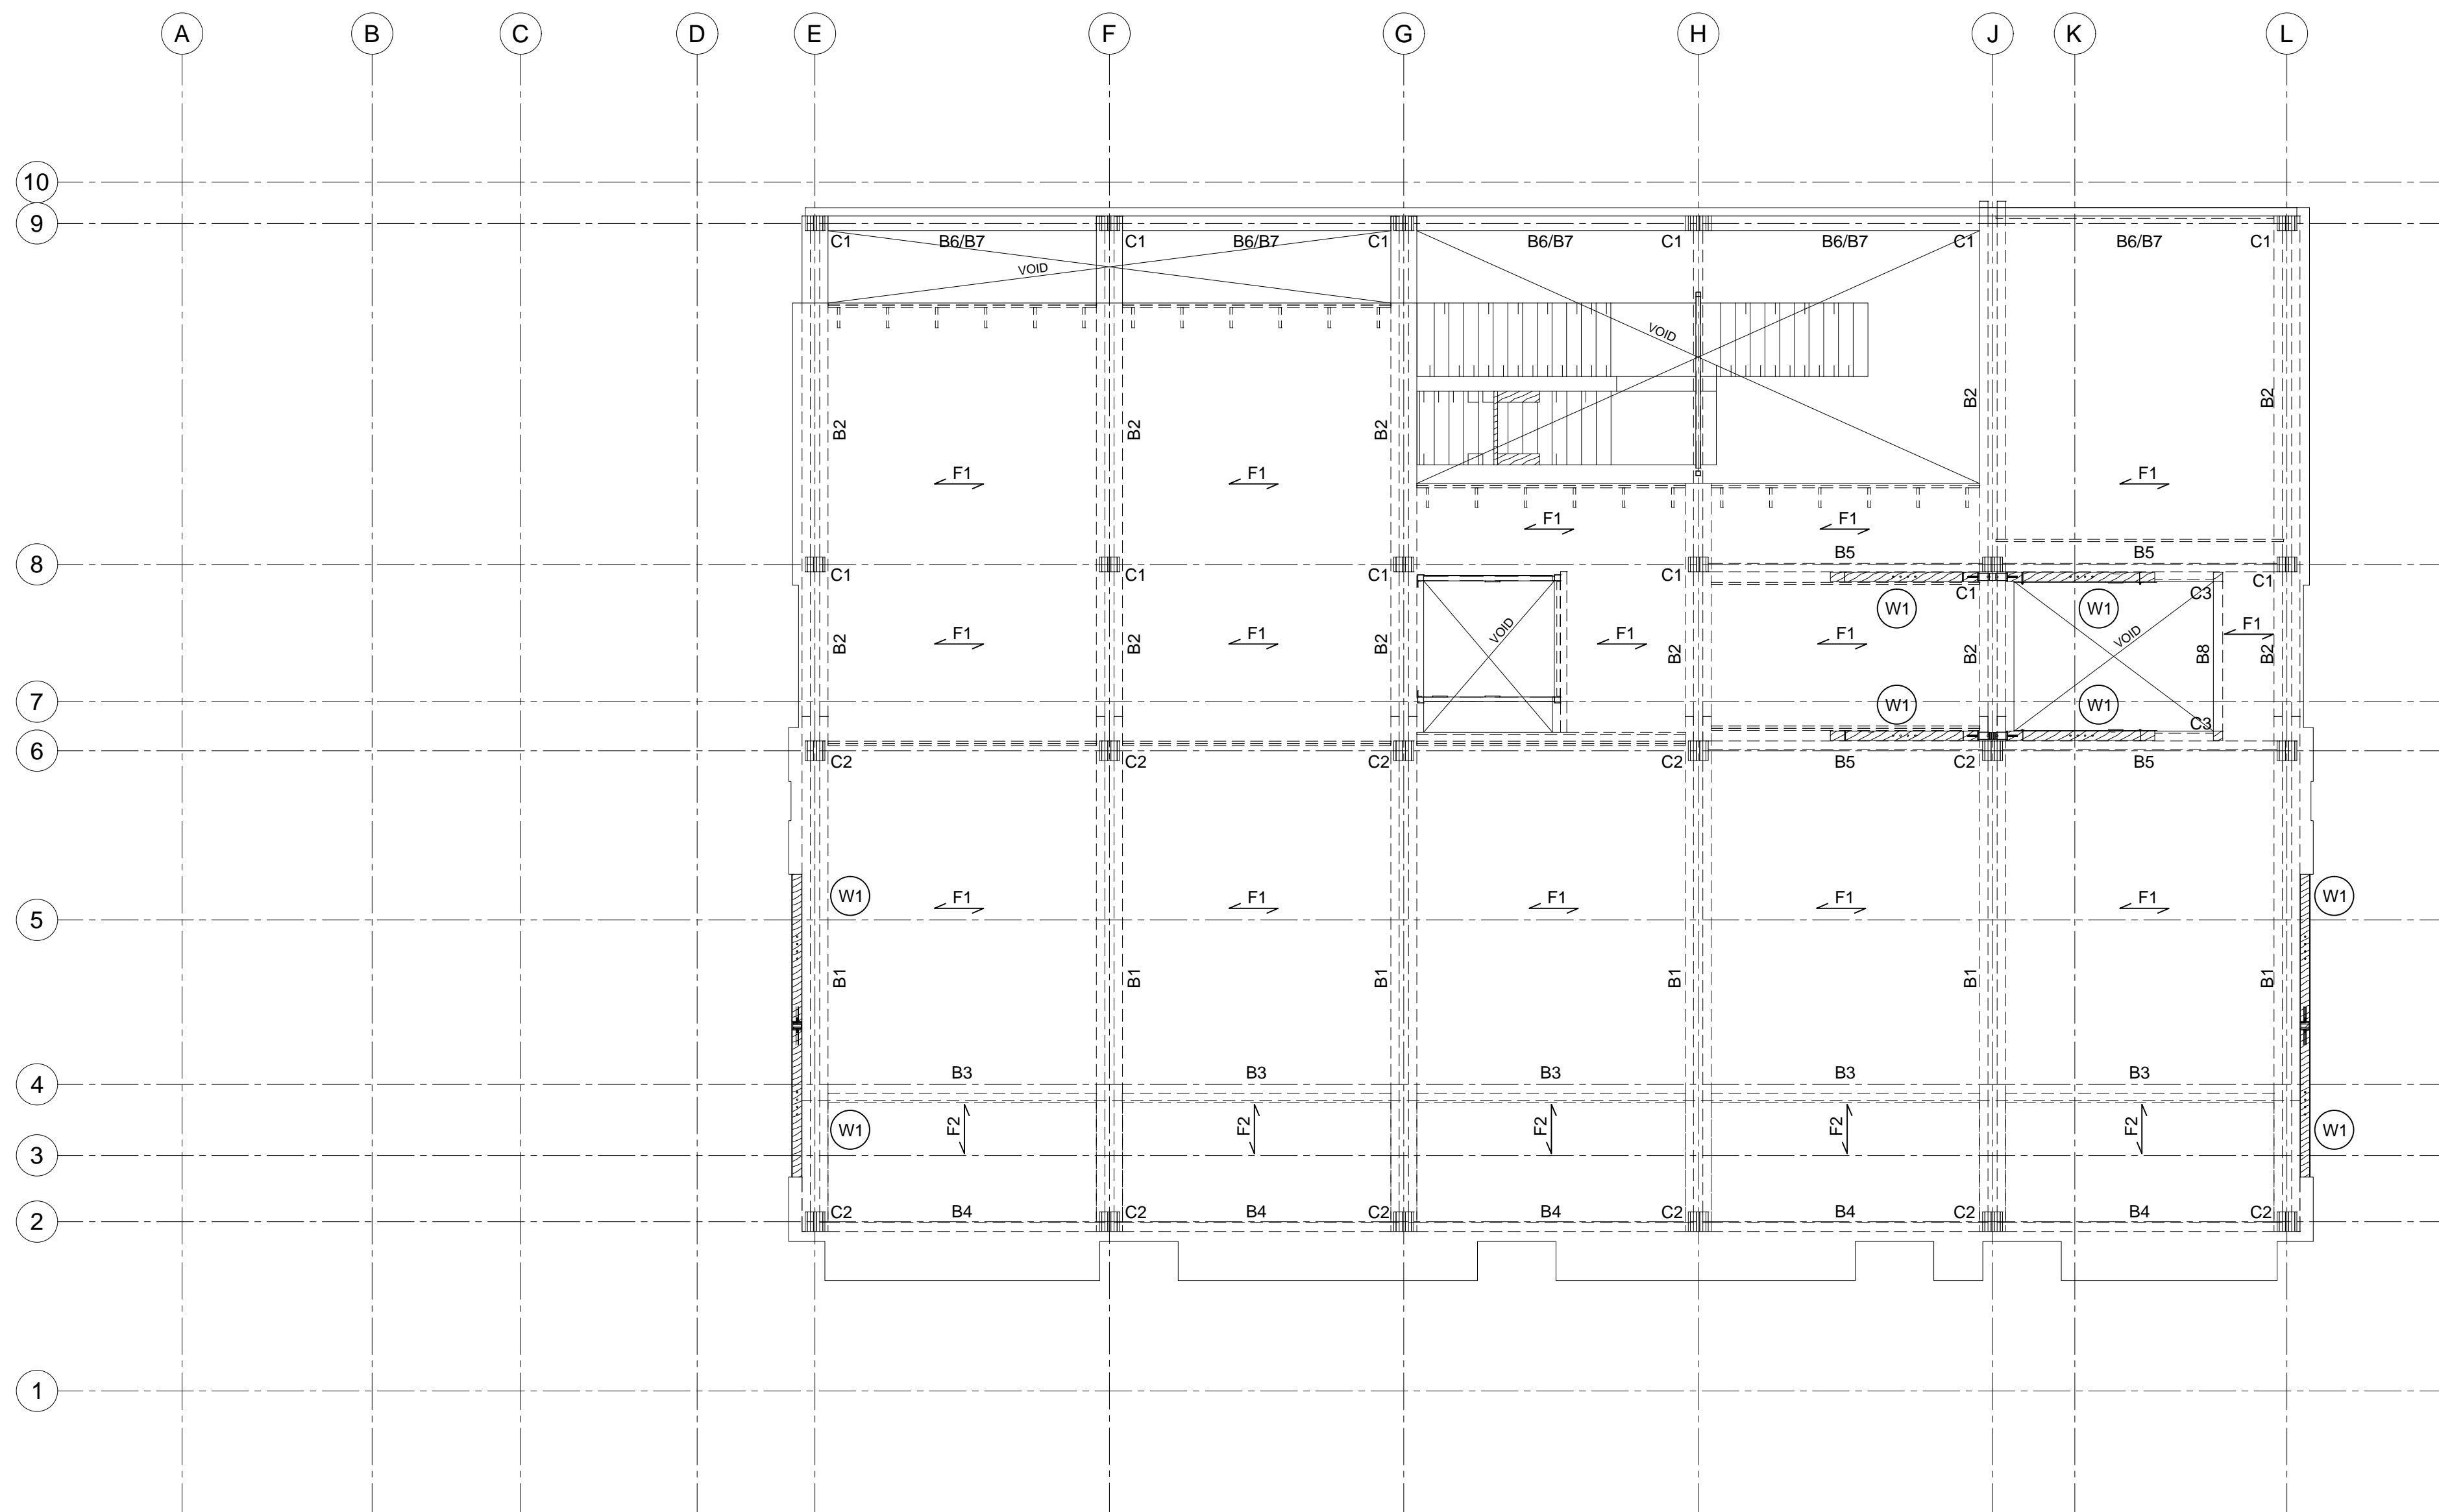 A B C D E F G H J K L
10
9
C1 B6/B7 C1 B6/B7 C1 B6/B7 C1 B6/B7 C1 B6/B7 C1
VOID
VOID
B2 B2
B2 B2 B2
F1 F1 F1
F1 F1
8
B5 B5
C1 C1 C1 C1 C1
C1 C3
W1 W1
F1
VOID VOID
F1 F1 F1 F1
B2 B2 B2 B2 B2 B8 B2
7
W1 W1
C3
6
C2 C2 C2 C2 B5 C2 B5
W1 W1
F1 F1 F1 F1 F1
5
B1 B1 B1 B1 B1 B1
B3 B3 B3 B3 B3
4
W1 F2 F2 F2 F2 F2 W1
3
C2 B4 C2 B4 C2 B4 C2 B4 C2 B4 C2
2
1